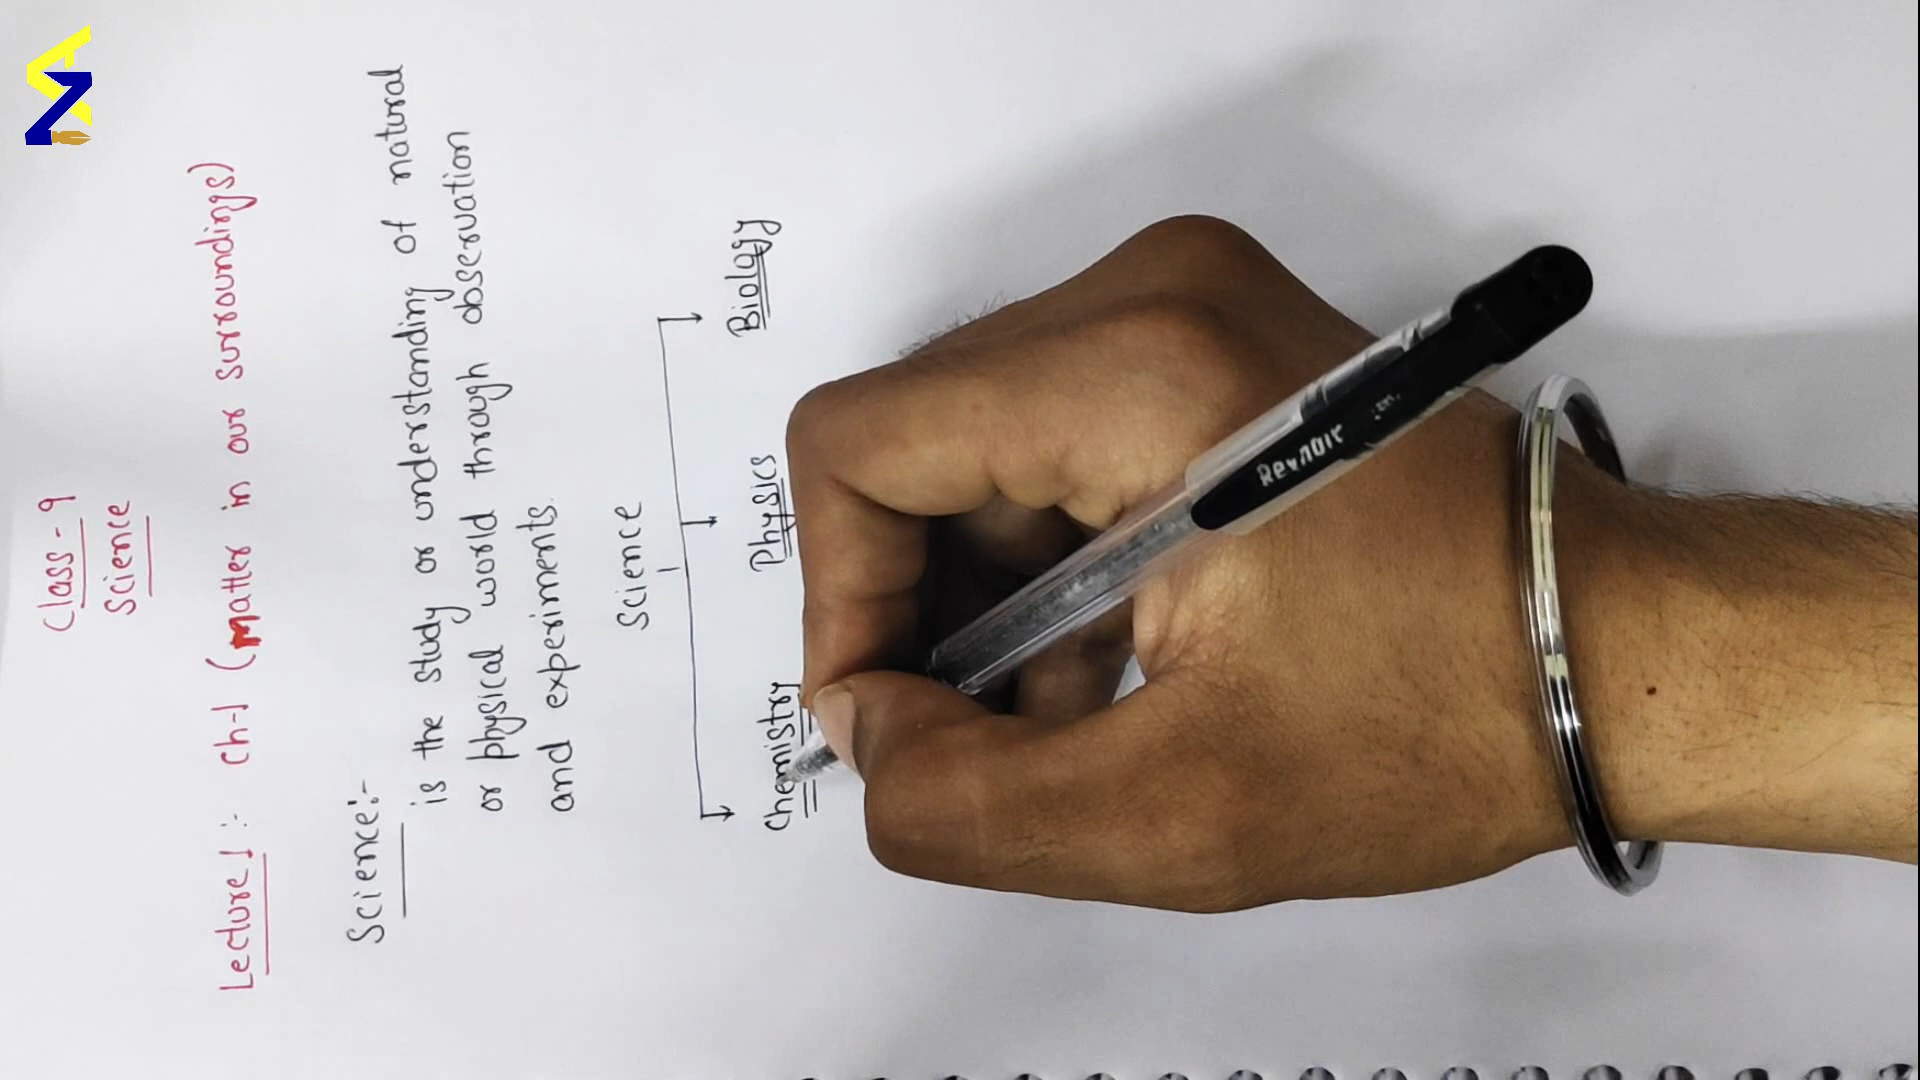 Class - 9
Science
Lecture 1 :- Ch-1 (Matter in our surroundings)
Science:-
is the study or understanding of natural
or physical world through observation
and experiments.
Science
Chemistry Physics Biology